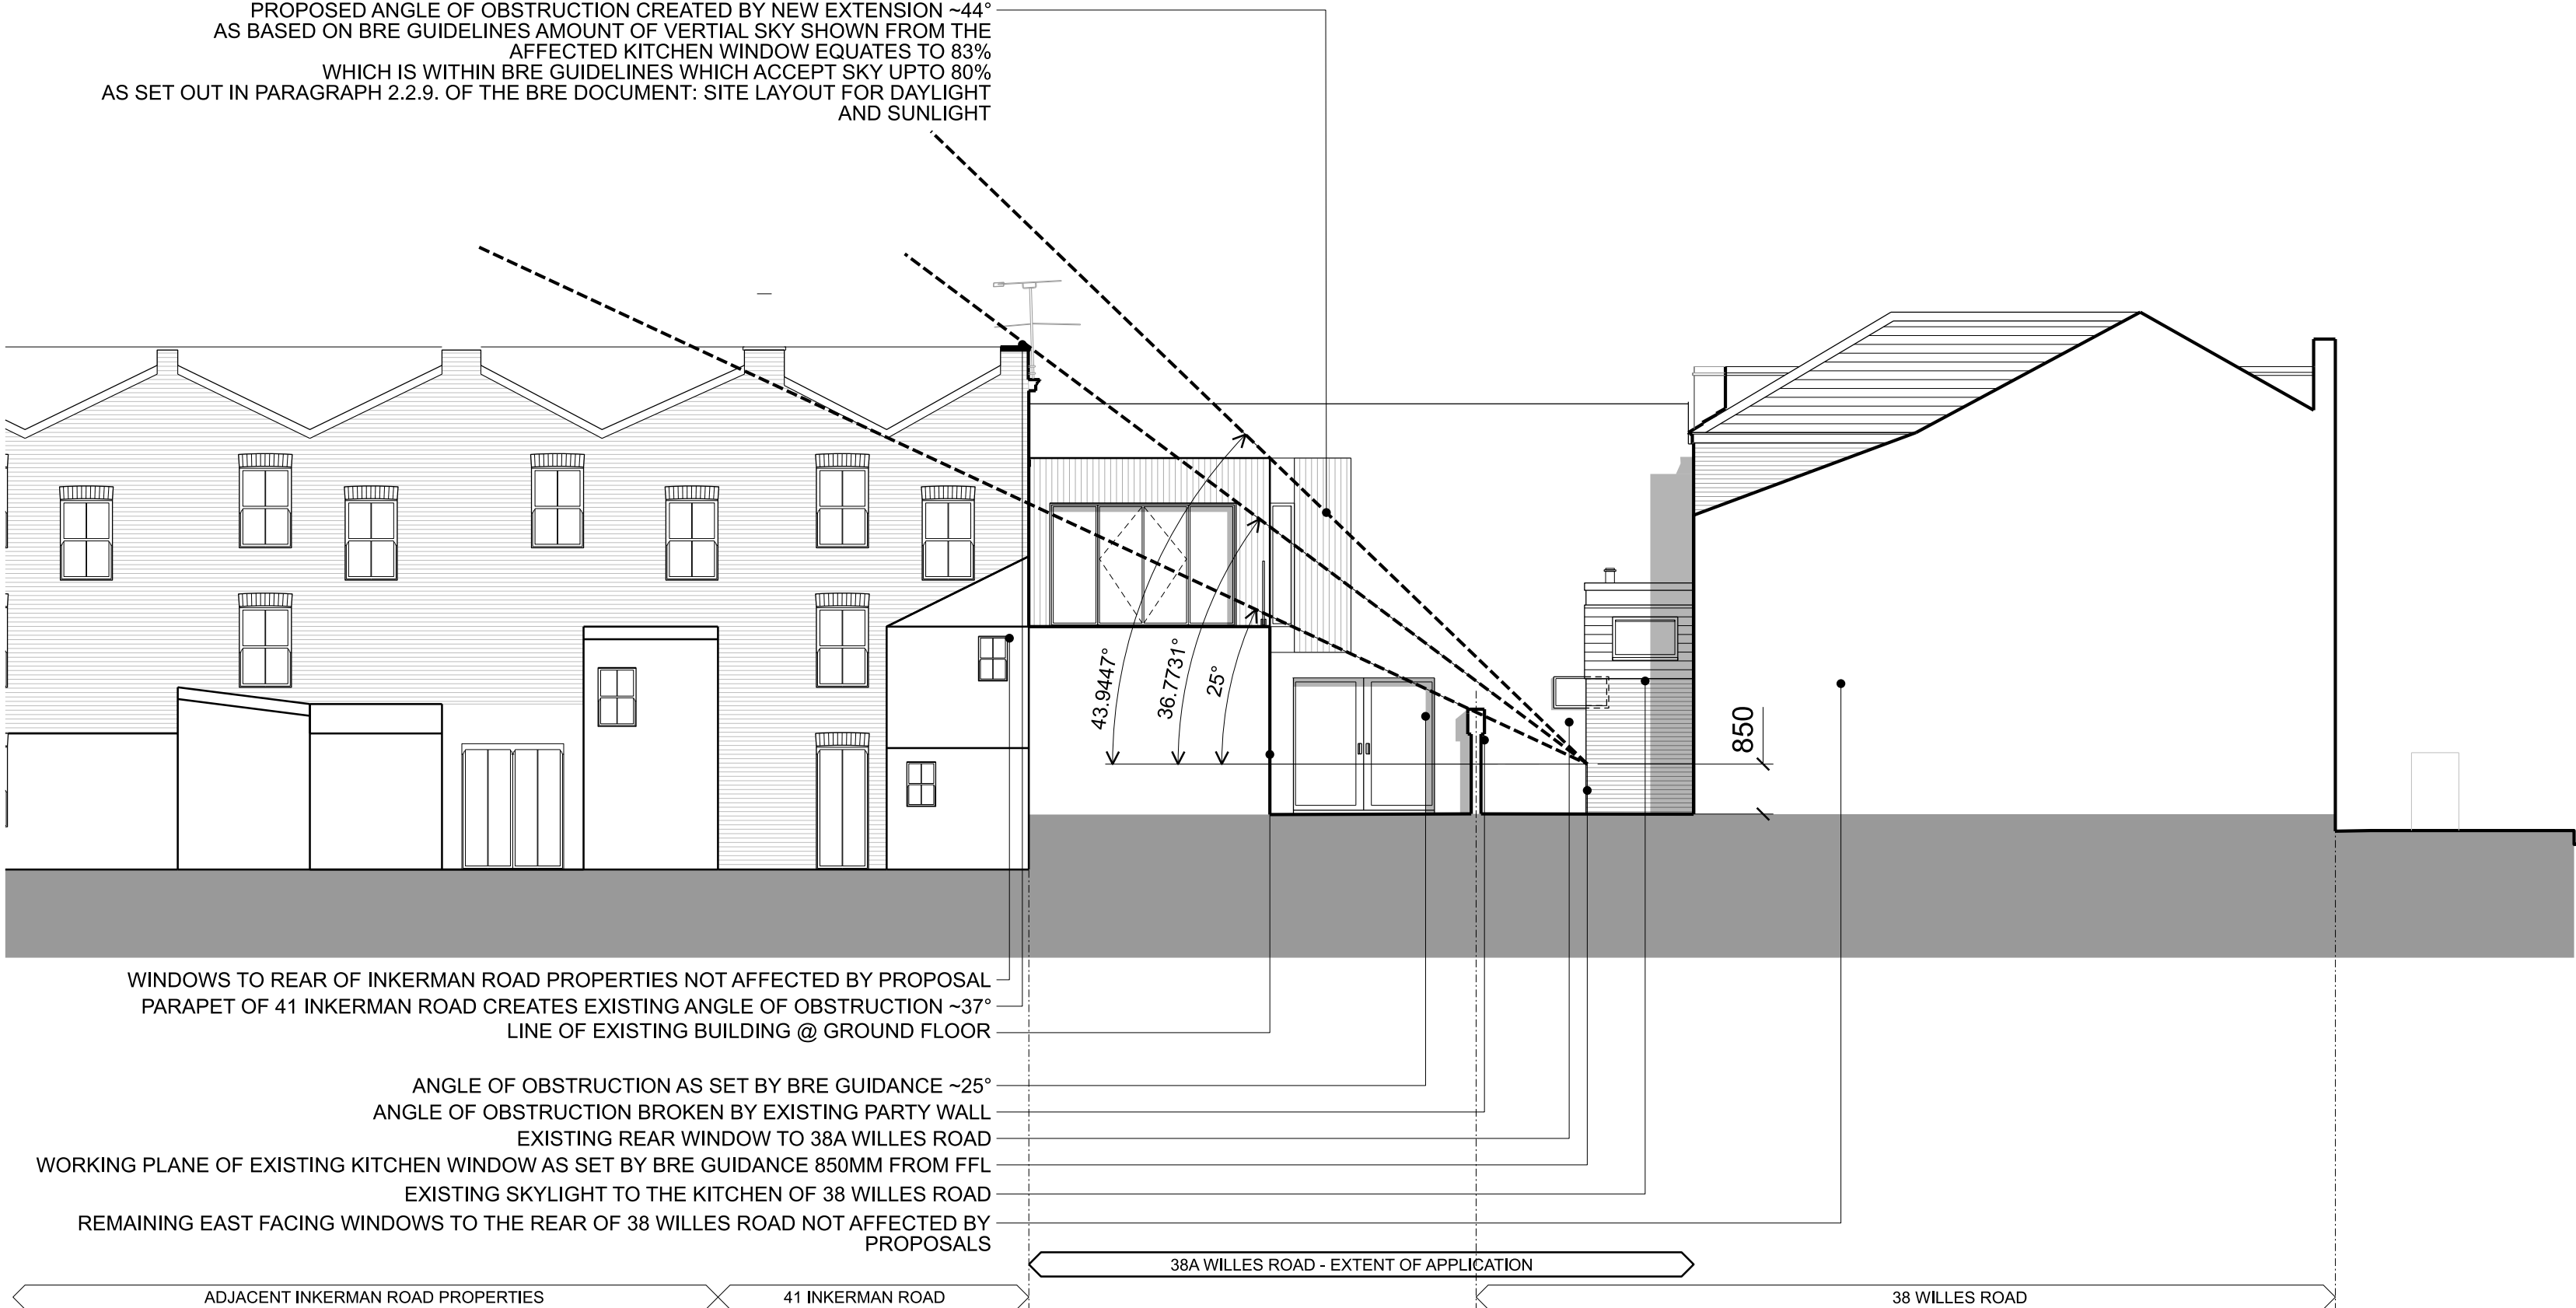 PROPOSED ANGLE OF OBSTRUCTION CREATED BY NEW EXTENSION ~44°
AS BASED ON BRE GUIDELINES AMOUNT OF VERTIAL SKY SHOWN FROM THE
AFFECTED KITCHEN WINDOW EQUATES TO 83%
WHICH IS WITHIN BRE GUIDELINES WHICH ACCEPT SKY UPTO 80%
AS SET OUT IN PARAGRAPH 2.2.9. OF THE BRE DOCUMENT: SITE LAYOUT FOR DAYLIGHT
AND SUNLIGHT
43.9447°
36.7731°
25°
850
WINDOWS TO REAR OF INKERMAN ROAD PROPERTIES NOT AFFECTED BY PROPOSAL
PARAPET OF 41 INKERMAN ROAD CREATES EXISTING ANGLE OF OBSTRUCTION ~37°
LINE OF EXISTING BUILDING @ GROUND FLOOR
ANGLE OF OBSTRUCTION AS SET BY BRE GUIDANCE ~25°
ANGLE OF OBSTRUCTION BROKEN BY EXISTING PARTY WALL
EXISTING REAR WINDOW TO 38A WILLES ROAD
WORKING PLANE OF EXISTING KITCHEN WINDOW AS SET BY BRE GUIDANCE 850MM FROM FFL
EXISTING SKYLIGHT TO THE KITCHEN OF 38 WILLES ROAD
REMAINING EAST FACING WINDOWS TO THE REAR OF 38 WILLES ROAD NOT AFFECTED BY
PROPOSALS
38A WILLES ROAD - EXTENT OF APPLICATION
ADJACENT INKERMAN ROAD PROPERTIES
41 INKERMAN ROAD
38 WILLES ROAD